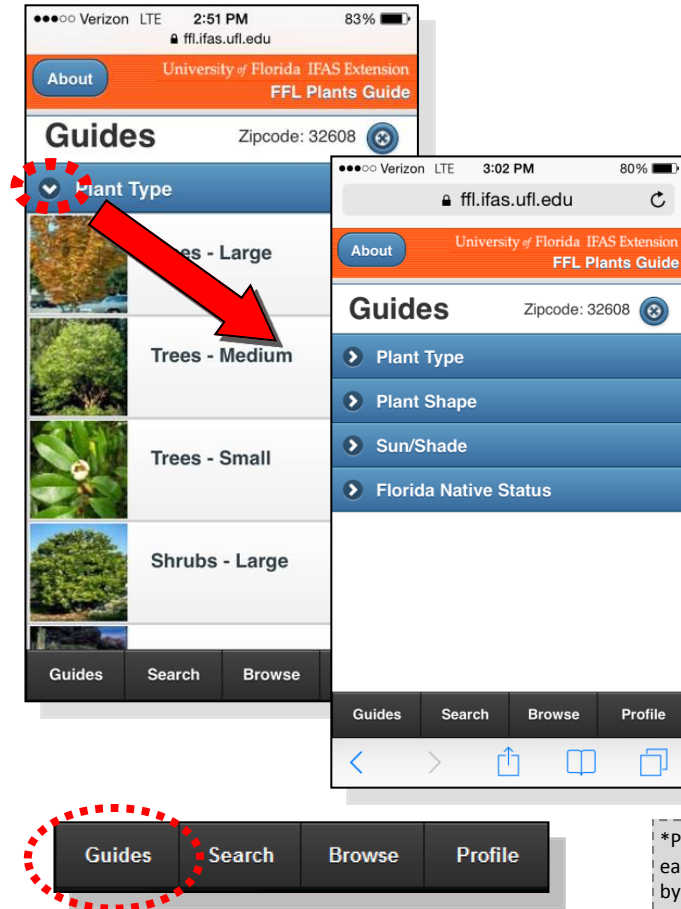 Verizon LTE 2:51 PM 83%
ffl.ifas.ufl.edu
About
University of Florida IFAS Extension
FFL Plants Guide
Guides
Zipcode: 32608
Plant Type
Large
Trees - Medium
Trees - Small
Shrubs - Large
Guides Search Browse
Verizon LTE 3:02 PM 80%
ffl.ifas.ufl.edu
About
University of Florida IFAS Extension
FFL Plants Guide
Guides
Zipcode: 32608
Plant Type
Plant Shape
Sun/Shade
Florida Native Status
Guides Search Browse Profile
Guides Search Browse Profile
*P
ea
by